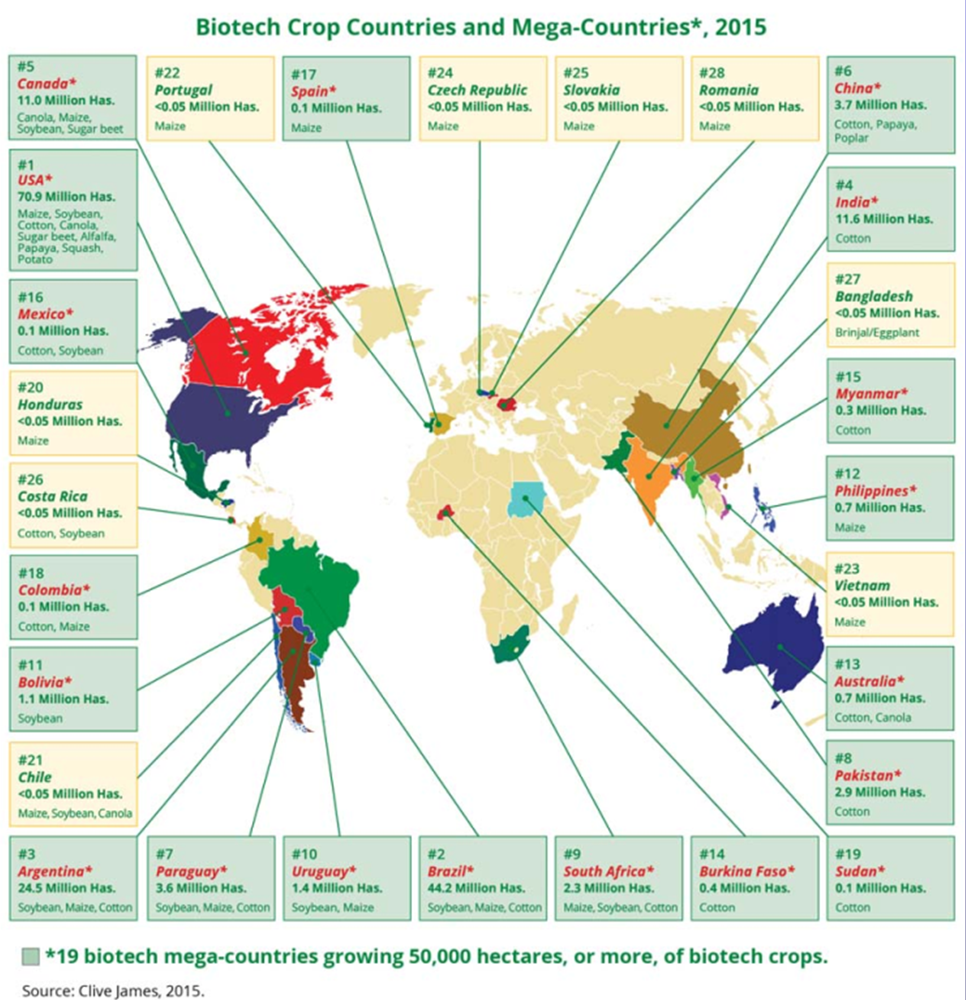 Biotech Crop Countries and Mega-Countries*, 2015
#5
Canada*
11.0 Million Has.
Canola, Maize,
Soybean, Sugar beet
#22
Portugal
<0.05 Million Has.
Maize
#17
Spain*
0.1 Million Has.
Maize
#24
Czech Republic
<0.05 Million Has.
Maize
#25
Slovakia
<0.05 Million Has.
Maize
#28
Romania
<0.05 Million Has.
Maize
#6
China*
3.7 Million Has.
Cotton, Papaya,
Poplar
#1
USA*
70.9 Million Has.
Maize, Soybean,
Cotton, Canola,
Sugar beet, Alfalfa,
Papaya, Squash,
Potato
#4
India*
11.6 Million Has.
Cotton
#16
Mexico*
0.1 Million Has.
Cotton, Soybean
#27
Bangladesh
<0.05 Million Has.
Brinjal/Eggplant
#20
Honduras
<0.05 Million Has.
Maize
#15
Myanmar*
0.3 Million Has.
Cotton
#26
Costa Rica
<0.05 Million Has.
Cotton, Soybean
#12
Philippines*
0.7 Million Has.
Maize
#18
Colombia*
0.1 Million Has.
Cotton, Maize
#23
Vietnam
<0.05 Million Has.
Maize
#11
Bolivia*
1.1 Million Has.
Soybean
#13
Australia*
0.7 Million Has.
Cotton, Canola
#21
Chile
<0.05 Million Has.
Maize, Soybean, Canola
#8
Pakistan*
2.9 Million Has.
Cotton
#3
Argentina*
24.5 Million Has.
Soybean, Maize, Cotton
#7
Paraguay*
3.6 Million Has.
Soybean, Maize, Cotton
#10
Uruguay*
1.4 Million Has.
Soybean, Maize
#2
Brazil*
44.2 Million Has.
Soybean, Maize, Cotton
#9
South Africa*
2.3 Million Has.
Maize, Soybean, Cotton
#14
Burkina Faso*
0.4 Million Has.
Cotton
#19
Sudan*
0.1 Million Has.
Cotton
*19 biotech mega-countries growing 50,000 hectares, or more, of biotech crops.
Source: Clive James, 2015.